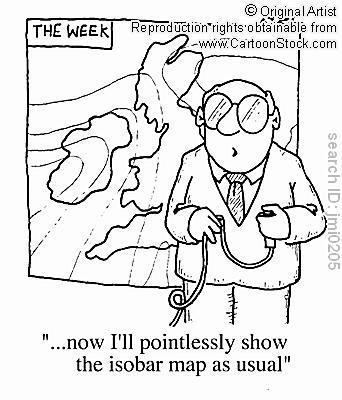 © Original Artist
Reproduction rights obtainable from
www.CartoonStock.com
THE WEEK
search ID: jmi0205
"...now I'll pointlessly show
the isobar map as usual"